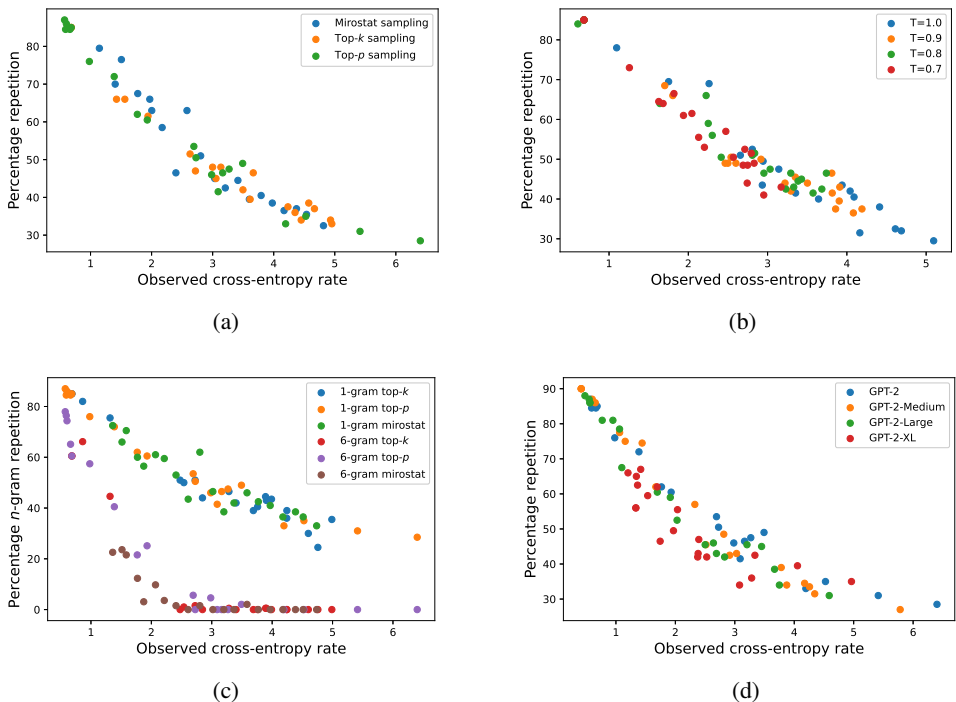 Mirostat sampling
Top-k sampling
Top-p sampling
Percentage repetition
80
70
60
50
40
30
1 2 3 4 5 6
Observed cross-entropy rate
(a)
T=1.0
T=0.9
T=0.8
T=0.7
Percentage repetition
80
70
60
50
40
30
1 2 3 4 5
Observed cross-entropy rate
(b)
1-gram top-k
1-gram top-p
1-gram mirostat
6-gram top-k
6-gram top-p
6-gram mirostat
Percentage n-gram repetition
80
60
40
20
0
1 2 3 4 5 6
Observed cross-entropy rate
(c)
GPT-2
GPT-2-Medium
GPT-2-Large
GPT-2-XL
Percentage repetition
90
80
70
60
50
40
30
1 2 3 4 5 6
Observed cross-entropy rate
(d)